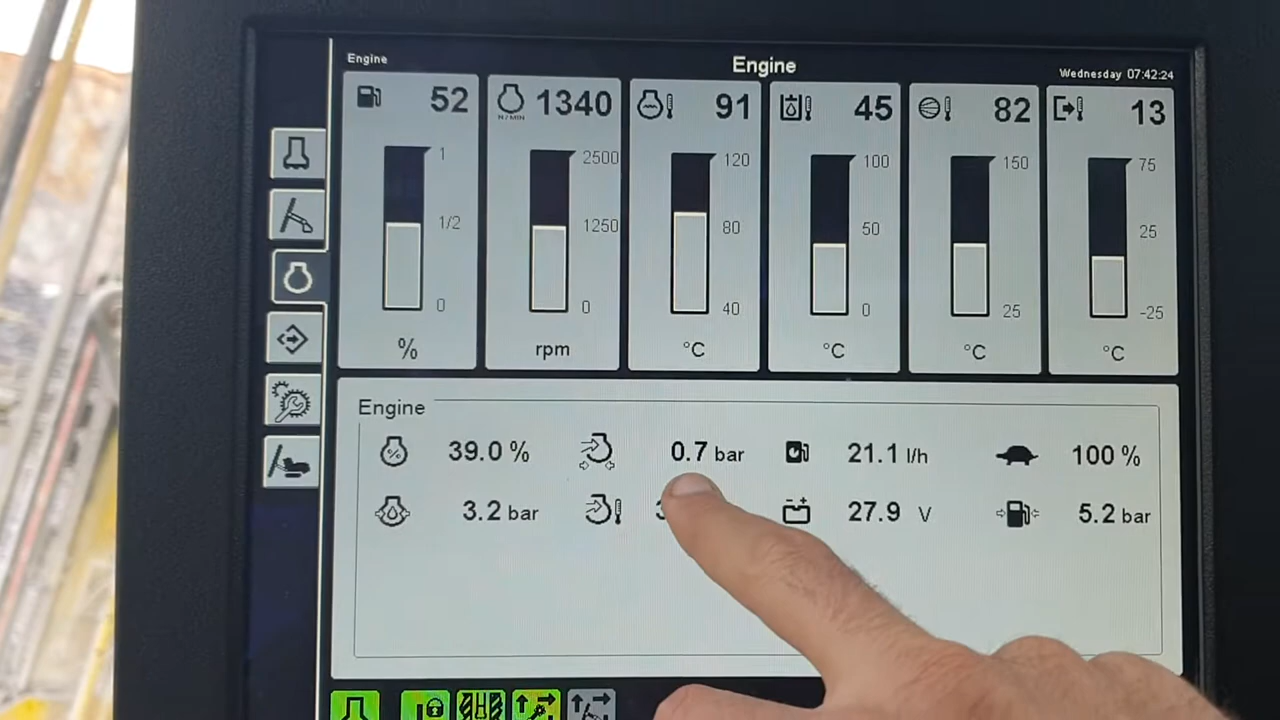 Engine
Engine
Wednesday 07:42:24
52
1340
91
45
82
13
N / MIN
1
2500
120
100
150
75
1/2
1250
80
50
25
0
0
40
0
25
-25
%
rpm
°C
°C
°C
°C
Engine
39.0 %
0.7 bar
21.1 l/h
100 %
3.2 bar
27.9 V
5.2 bar